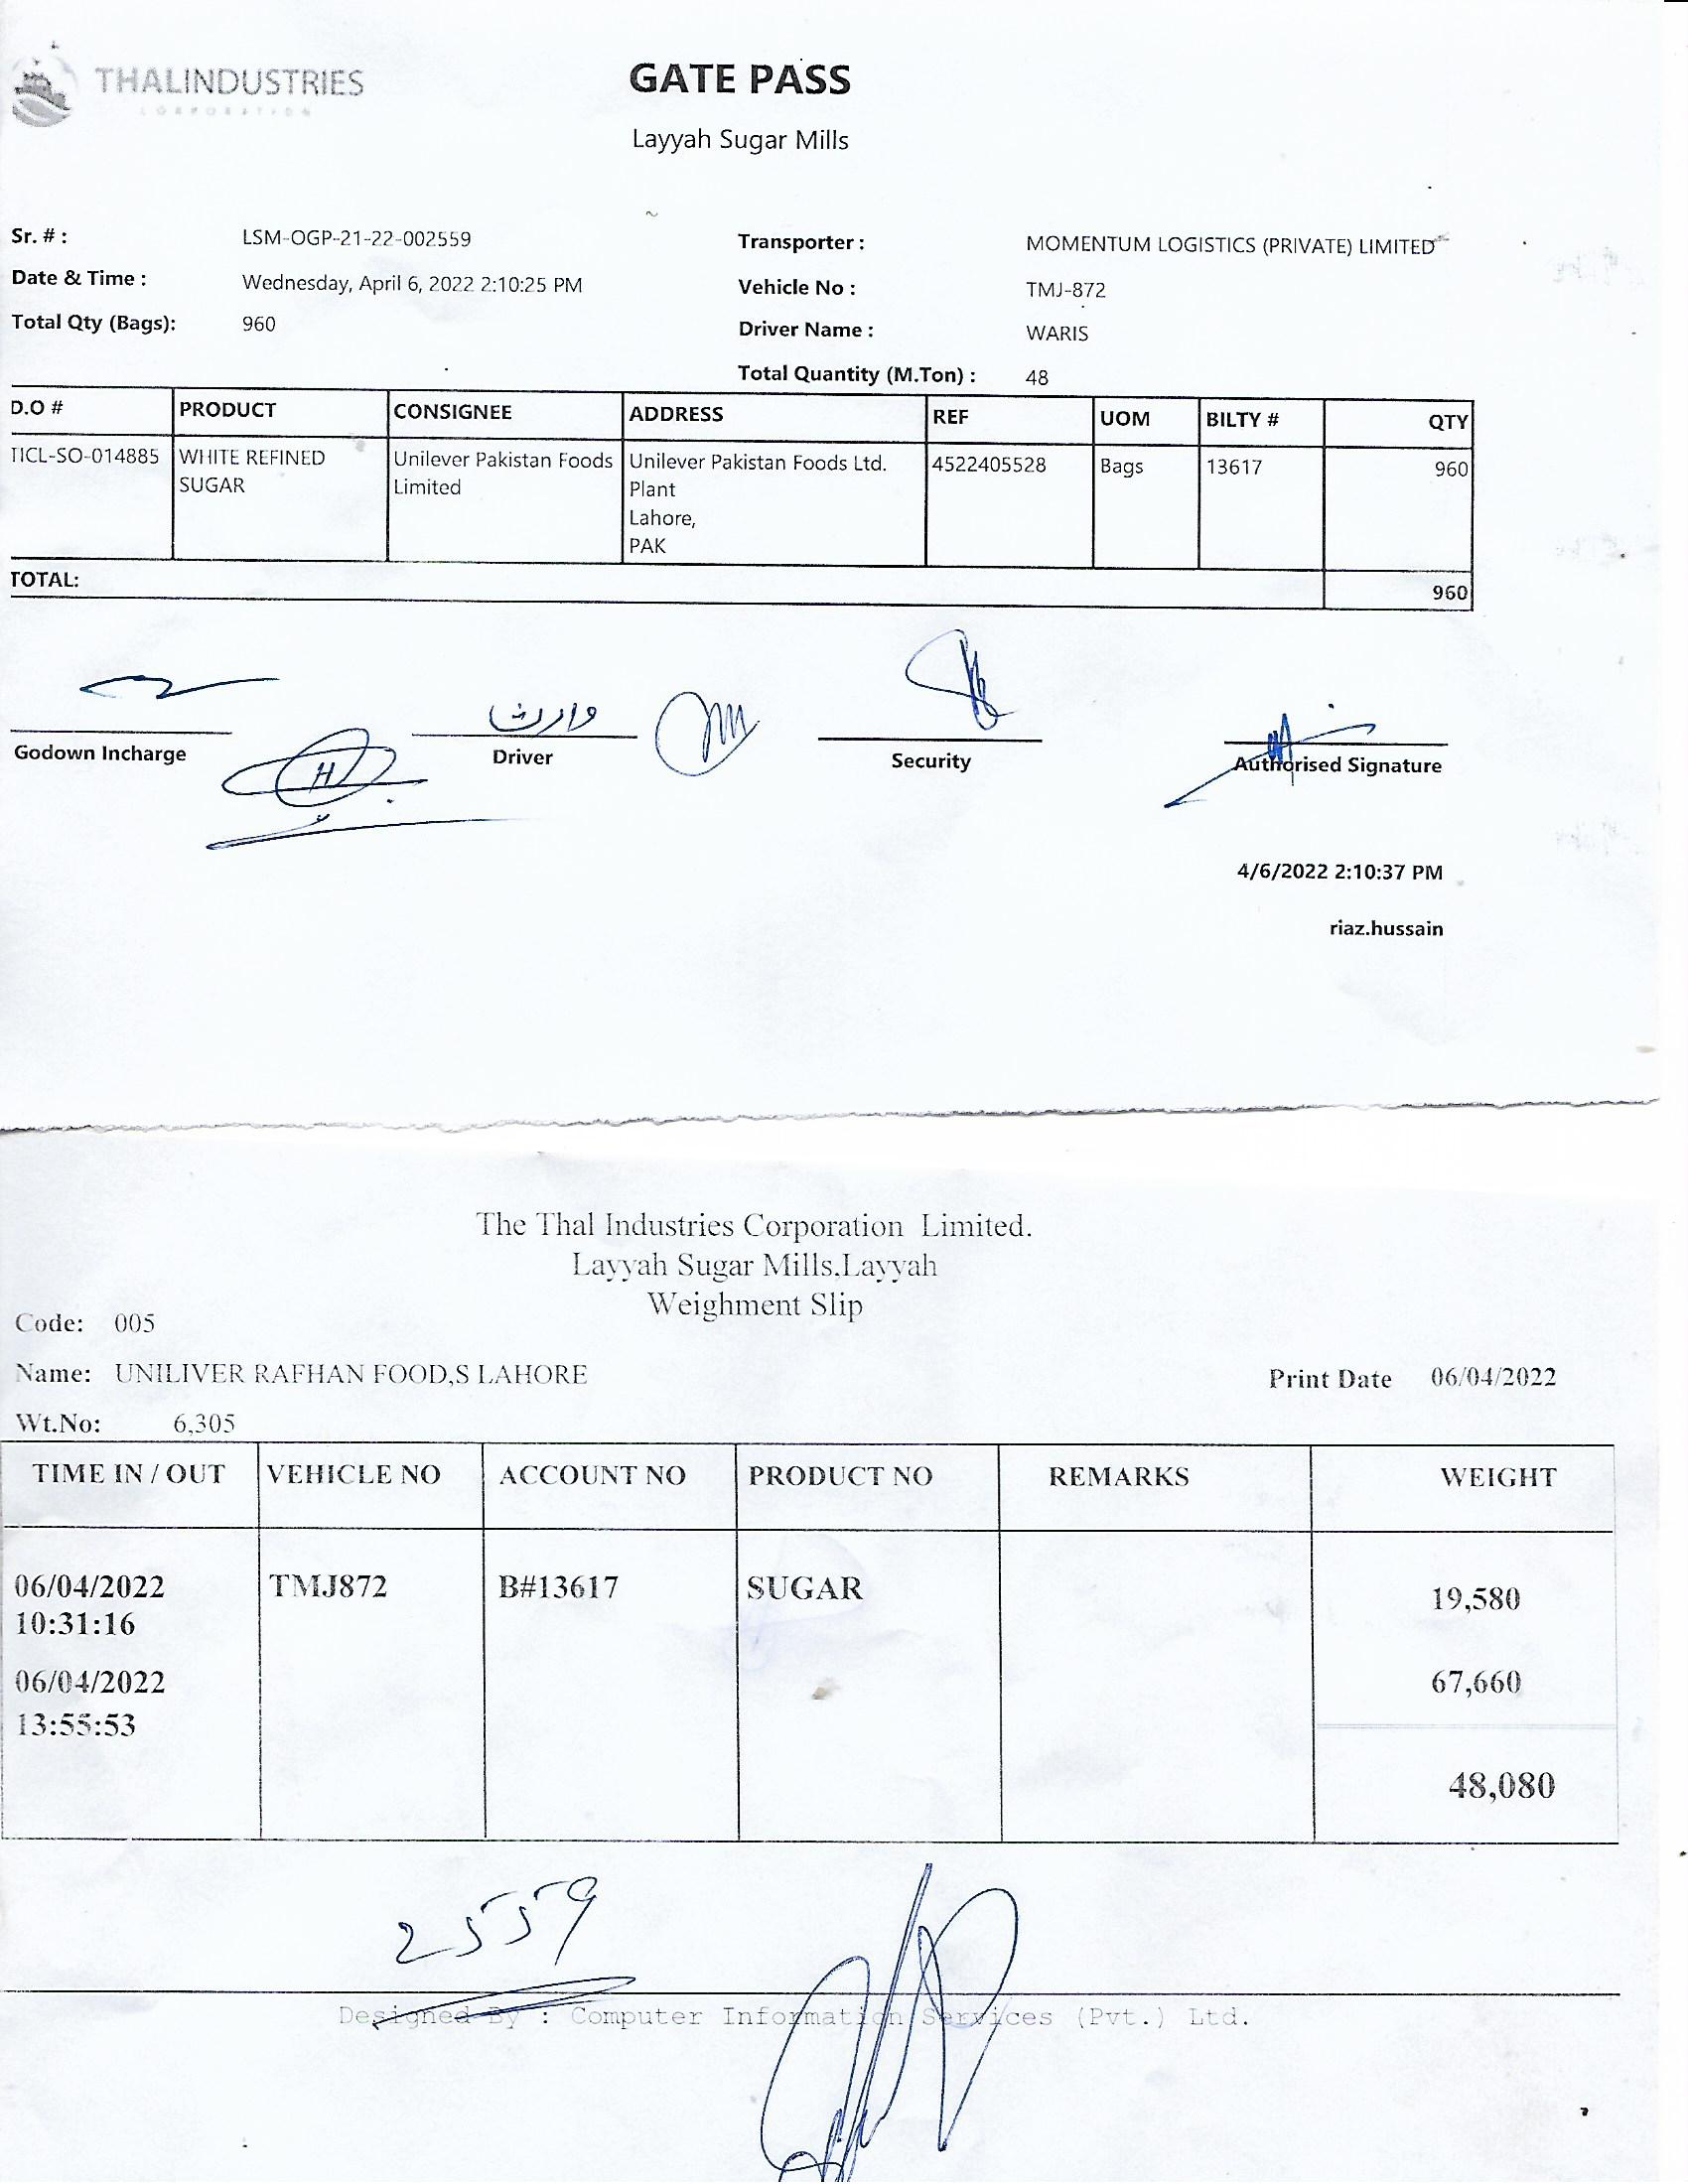 THALINDUSTRIES
CORPORATION
GATE PASS
Layyah Sugar Mills
Sr. # : LSM-OGP-21-22-002559
Date & Time : Wednesday, April 6, 2022 2:10:25 PM
Total Qty (Bags): 960
Transporter : MOMENTUM LOGISTICS (PRIVATE) LIMITED
Vehicle No : TMJ-872
Driver Name : WARIS
Total Quantity (M.Ton) : 48
D.O # PRODUCT CONSIGNEE ADDRESS REF UOM BILTY # QTY
TICL-SO-014885 WHITE REFINED Unilever Pakistan Foods Unilever Pakistan Foods Ltd. 4522405528 Bags 13617 960
SUGAR Limited Plant
Lahore,
PAK
TOTAL: 960
وارث
Godown Incharge Driver Security Authorised Signature
4/6/2022 2:10:37 PM
riaz.hussain
The Thal Industries Corporation Limited.
Layyah Sugar Mills.Layyah
Weighment Slip
Code: 005
Name: UNILIVER RAFHAN FOOD,S LAHORE Print Date 06/04/2022
Wt.No: 6,305
TIME IN / OUT VEHICLE NO ACCOUNT NO PRODUCT NO REMARKS WEIGHT
06/04/2022 TMJ872 B#13617 SUGAR 19,580
10:31:16
06/04/2022 67,660
13:55:53
48,080
2559
Designed By : Computer Information Services (Pvt.) Ltd.